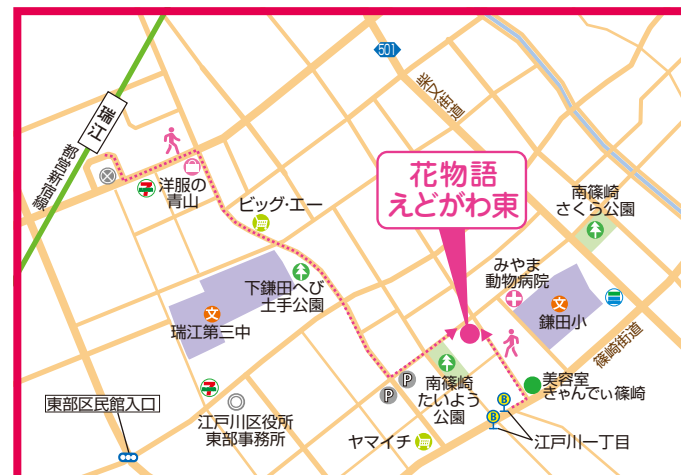 501
柴又街道
瑞江
都営新宿線
洋服の
青山
ビッグ・エー
花物語
えどがわ東
南篠崎
さくら公園
みやま
動物病院
下鎌田へび
土手公園
文
瑞江第三中
文
鎌田小
篠崎街道
P
P
南篠崎
たいよう
公園
美容室
きゃんでぃ篠崎
B
B
江戸川一丁目
東部区民館入口
江戸川区役所
東部事務所
ヤマイチ